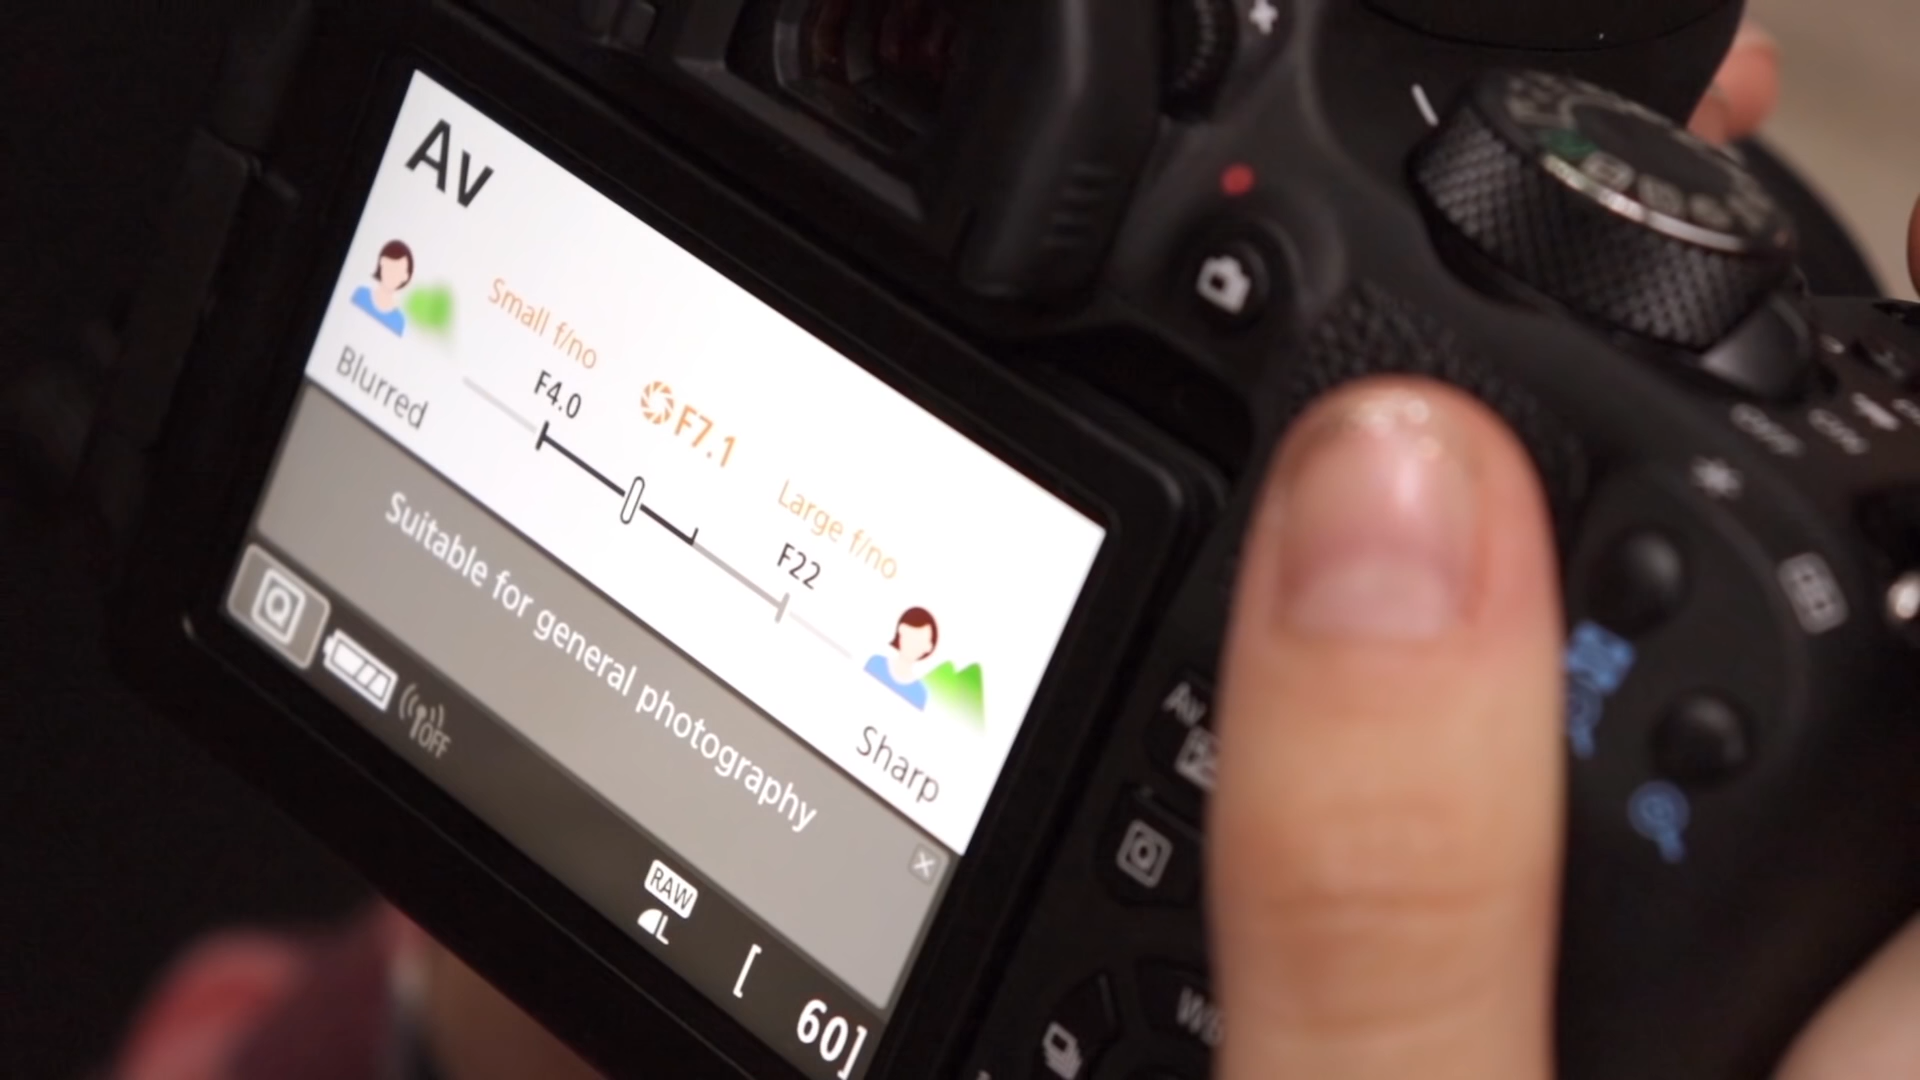 Av
Small f/no
F4.0
F7.1
Large f/no
F22
Blurred
Sharp
Suitable for general photography
Q
OFF
RAW
L
[ 60]
Av
Q